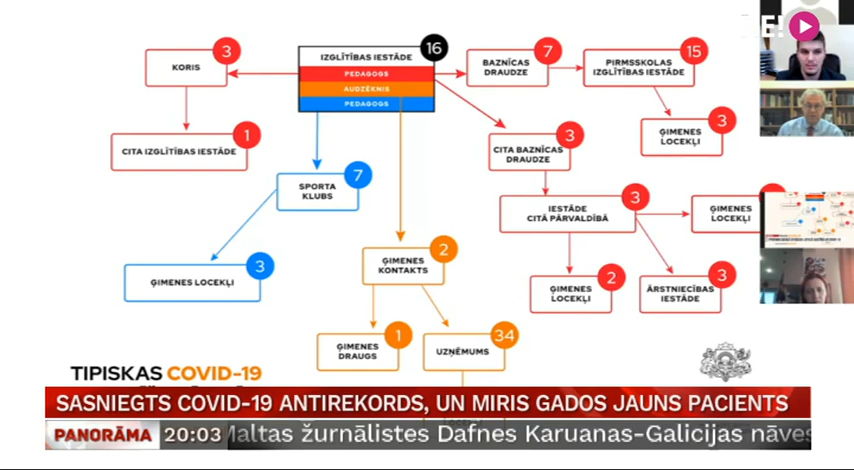 3
KORIS
1
CITA IZGLĪTĪBAS IESTĀDE
16
IZGLĪTĪBAS IESTĀDE
PEDAGOGS
AUDZĒKNIS
PEDAGOGS
7
BAZNĪCAS
DRAUDZE
15
PIRMSSKOLAS
IZGLĪTĪBAS IESTĀDE
3
ĢIMENES
LOCEKĻI
3
CITA BAZNĪCAS
DRAUDZE
7
SPORTA
KLUBS
3
ĢIMENES LOCEKĻI
3
IESTĀDE
CITĀ PĀRVALDĪBĀ
ĢIMENES
LOCEKĻI
2
ĢIMENES
KONTAKTS
2
ĢIMENES
LOCEKĻI
3
ĀRSTNIECĪBAS
IESTĀDE
1
ĢIMENES
DRAUGS
34
UZŅĒMUMS
TIPISKAS COVID-19
SASNIEGTS COVID-19 ANTIREKORDS, UN MIRIS GADOS JAUNS PACIENTS
PANORĀMA 20:03 Maltas žurnālistes Dafnes Karuanas-Galicijas nāves